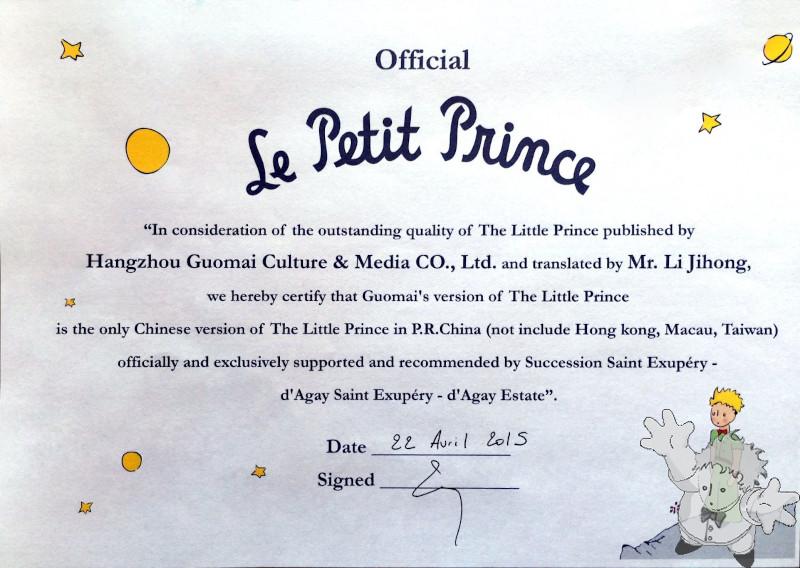 Official
Le Petit Prince
“In consideration of the outstanding quality of The Little Prince published by
Hangzhou Guomai Culture & Media CO., Ltd. and translated by Mr. Li Jihong,
we hereby certify that Guomai's version of The Little Prince
is the only Chinese version of The Little Prince in P.R.China (not include Hong kong, Macau, Taiwan)
officially and exclusively supported and recommended by Succession Saint Exupéry -
d'Agay Saint Exupéry - d'Agay Estate”.
Date 22 Avril 2015
Signed